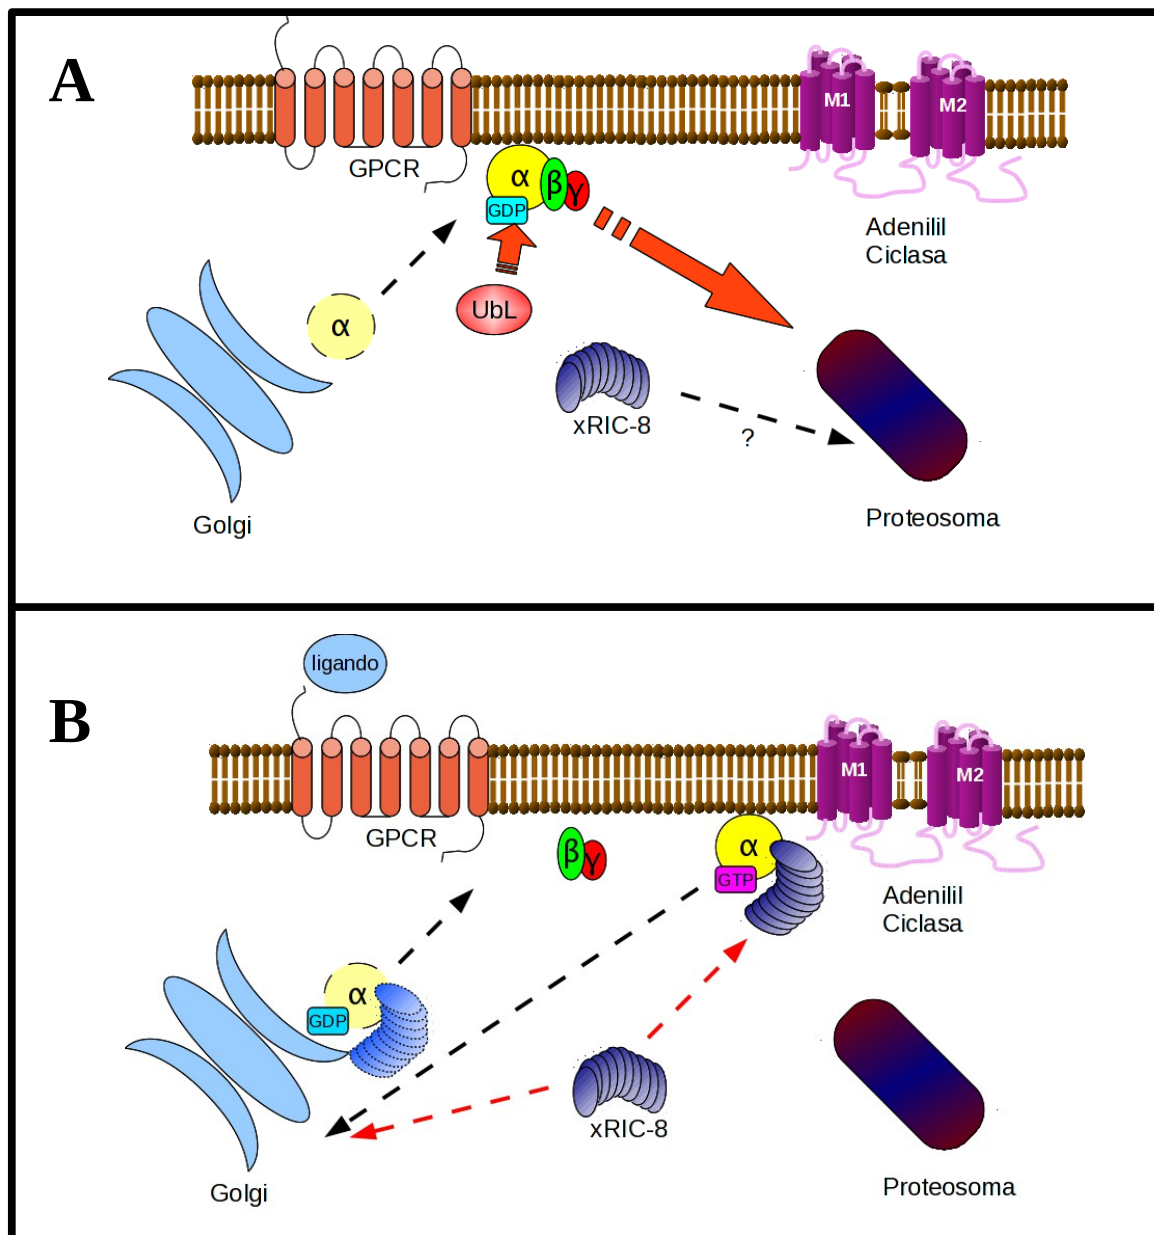 A
M1
M2
GPCR
α
β
γ
GDP
Adenilil
Ciclasa
α
UbL
xRIC-8
?
Golgi
Proteosoma
ligando
B
M1
M2
GPCR
β
γ
α
GTP
Adenilil
Ciclasa
α
GDP
xRIC-8
Golgi
Proteosoma